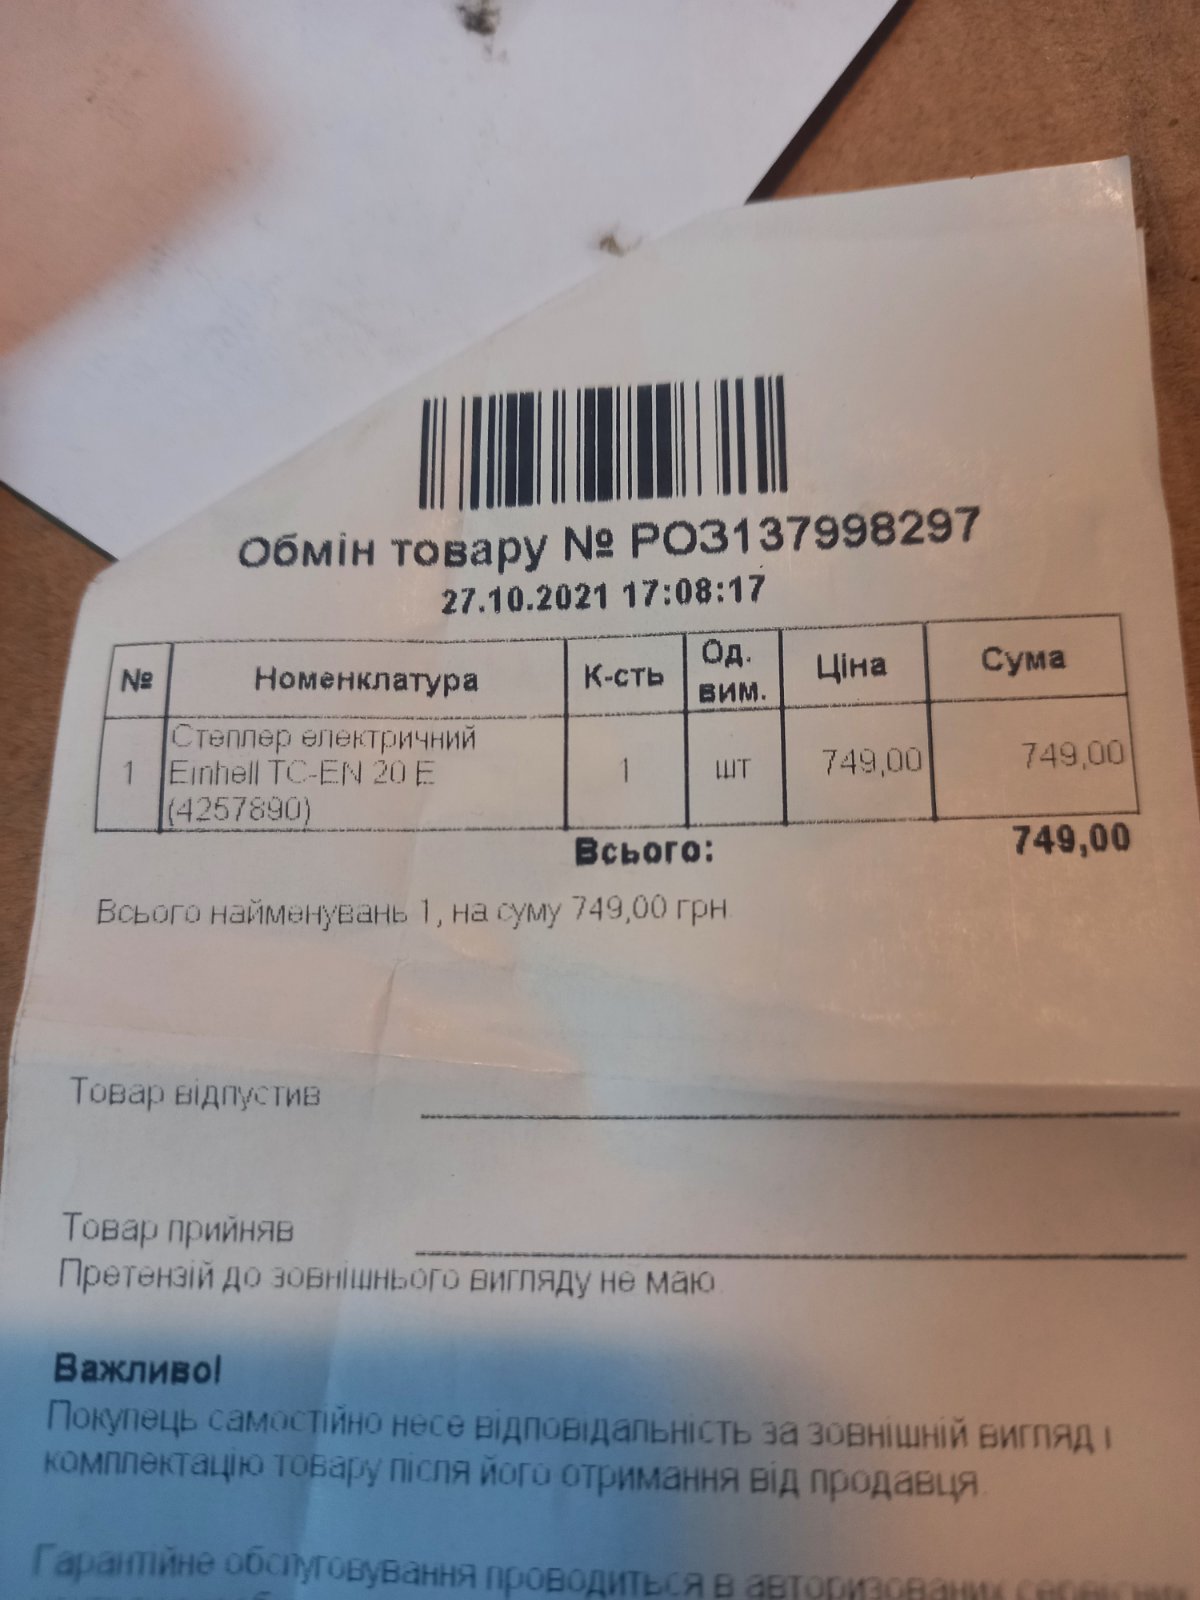 Обмін товару № РОЗ137998297
27.10.2021 17:08:17
№ Номенклатура К-сть Од. вим. Ціна Сума
1 Степлер електричний Einhell TC-EN 20 E (4257890) 1 шт 749,00 749,00
Всього: 749,00
Всього найменувань 1, на суму 749,00 грн
Товар відпустив
Товар прийняв
Претензій до зовнішнього вигляду не маю
Важливо!
Покупець самостійно несе відповідальність за зовнішній вигляд і
комплектацію товару після його отримання від продавця.
Гарантійне обслуговування проводиться в авторизованих